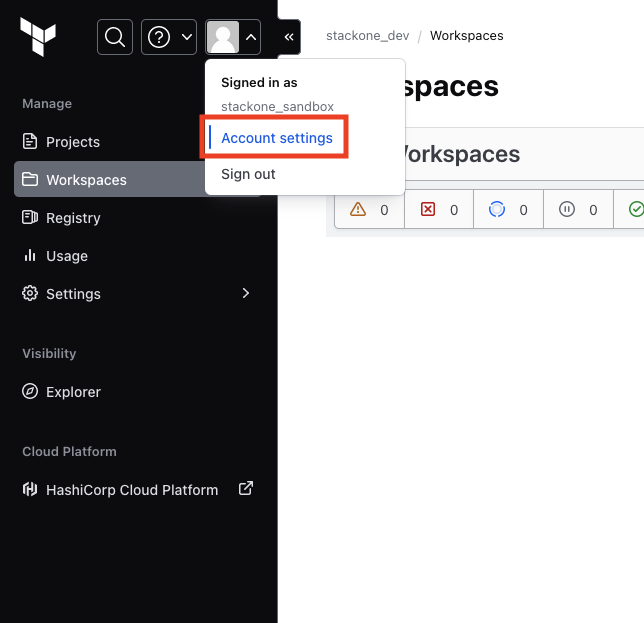 stackone_dev / Workspaces
Signed in as
stackone_sandbox
Account settings
Sign out
Manage
Projects
Workspaces
Registry
Usage
Settings
Visibility
Explorer
Cloud Platform
HashiCorp Cloud Platform
spaces
orkspaces
0 0 0 0